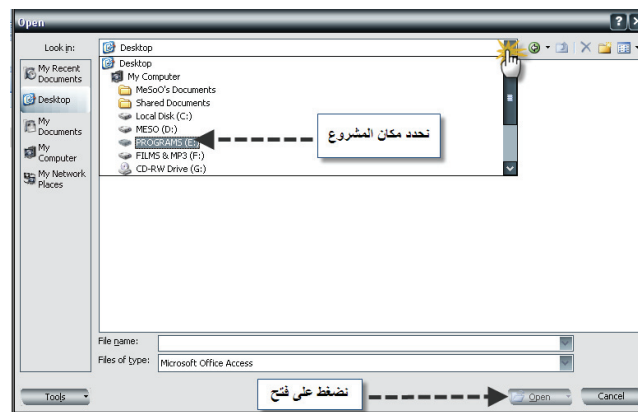 Open
Look in:
Desktop
My Recent
Documents
Desktop
My
Documents
My
Computer
My Network
Places
Desktop
My Computer
MeSoO's Documents
Shared Documents
Local Disk (C:)
MESO (D:)
PROGRAMS (E:)
FILMS & MP3 (F:)
CD-RW Drive (G:)
نحدد مكان المشروع
File name:
Files of type:
Microsoft Office Access
Tools
نضغط على فتح
Open
Cancel